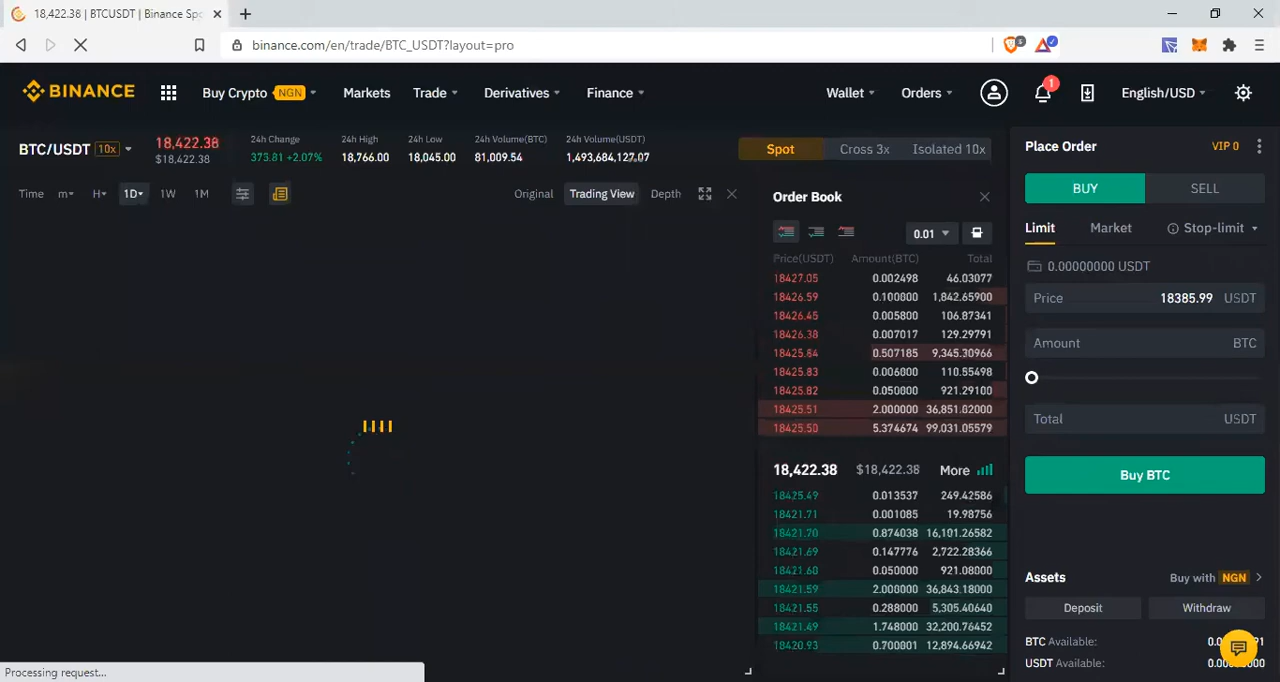 18,422.38 | BTCUSDT | Binance Spo
binance.com/en/trade/BTC_USDT?layout=pro
BINANCE
Buy Crypto NGN
Markets
Trade
Derivatives
Finance
Wallet
Orders
1
English/USD
BTC/USDT 10x
18,422.38
$18,422.38
24h Change
24h High
18,766.00
24h Low
18,045.00
24h Volume(BTC)
81,009.54
24h Volume(USDT)
1,493,684,127.07
+2.07%
Spot
Cross 3x
Isolated 10x
Time
m
H
1D
1W
1M
Original
Trading View
Depth
Order Book
0.01
Price(USDT) Amount(BTC) Total
18427.05 0.002498 46.03077
18426.59 0.100000 1,842.65900
18426.45 0.005800 106.87341
18426.38 0.007017 129.29791
18425.84 0.507185 9,345.30966
18425.83 0.006000 110.55498
18425.82 0.050000 921.29100
18425.51 2.000000 36,851.02000
18425.50 5.374674 99,031.05579
18,422.38 $18,422.38 More
18425.49 0.013537 249.42586
18421.71 0.001085 19.98756
18421.70 0.874038 16,101.26582
18421.69 0.147776 2,722.28366
18421.60 0.050000 921.08000
18421.59 2.000000 36,843.18000
18421.55 0.288000 5,305.40640
18421.49 1.748000 32,200.76452
18420.93 0.700001 12,894.66942
Place Order
VIP 0
BUY
SELL
Limit
Market
Stop-limit
0.00000000 USDT
Price 18385.99 USDT
Amount BTC
Total USDT
Buy BTC
Assets
Buy with NGN
Deposit
Withdraw
BTC Available:
USDT Available:
Processing request...